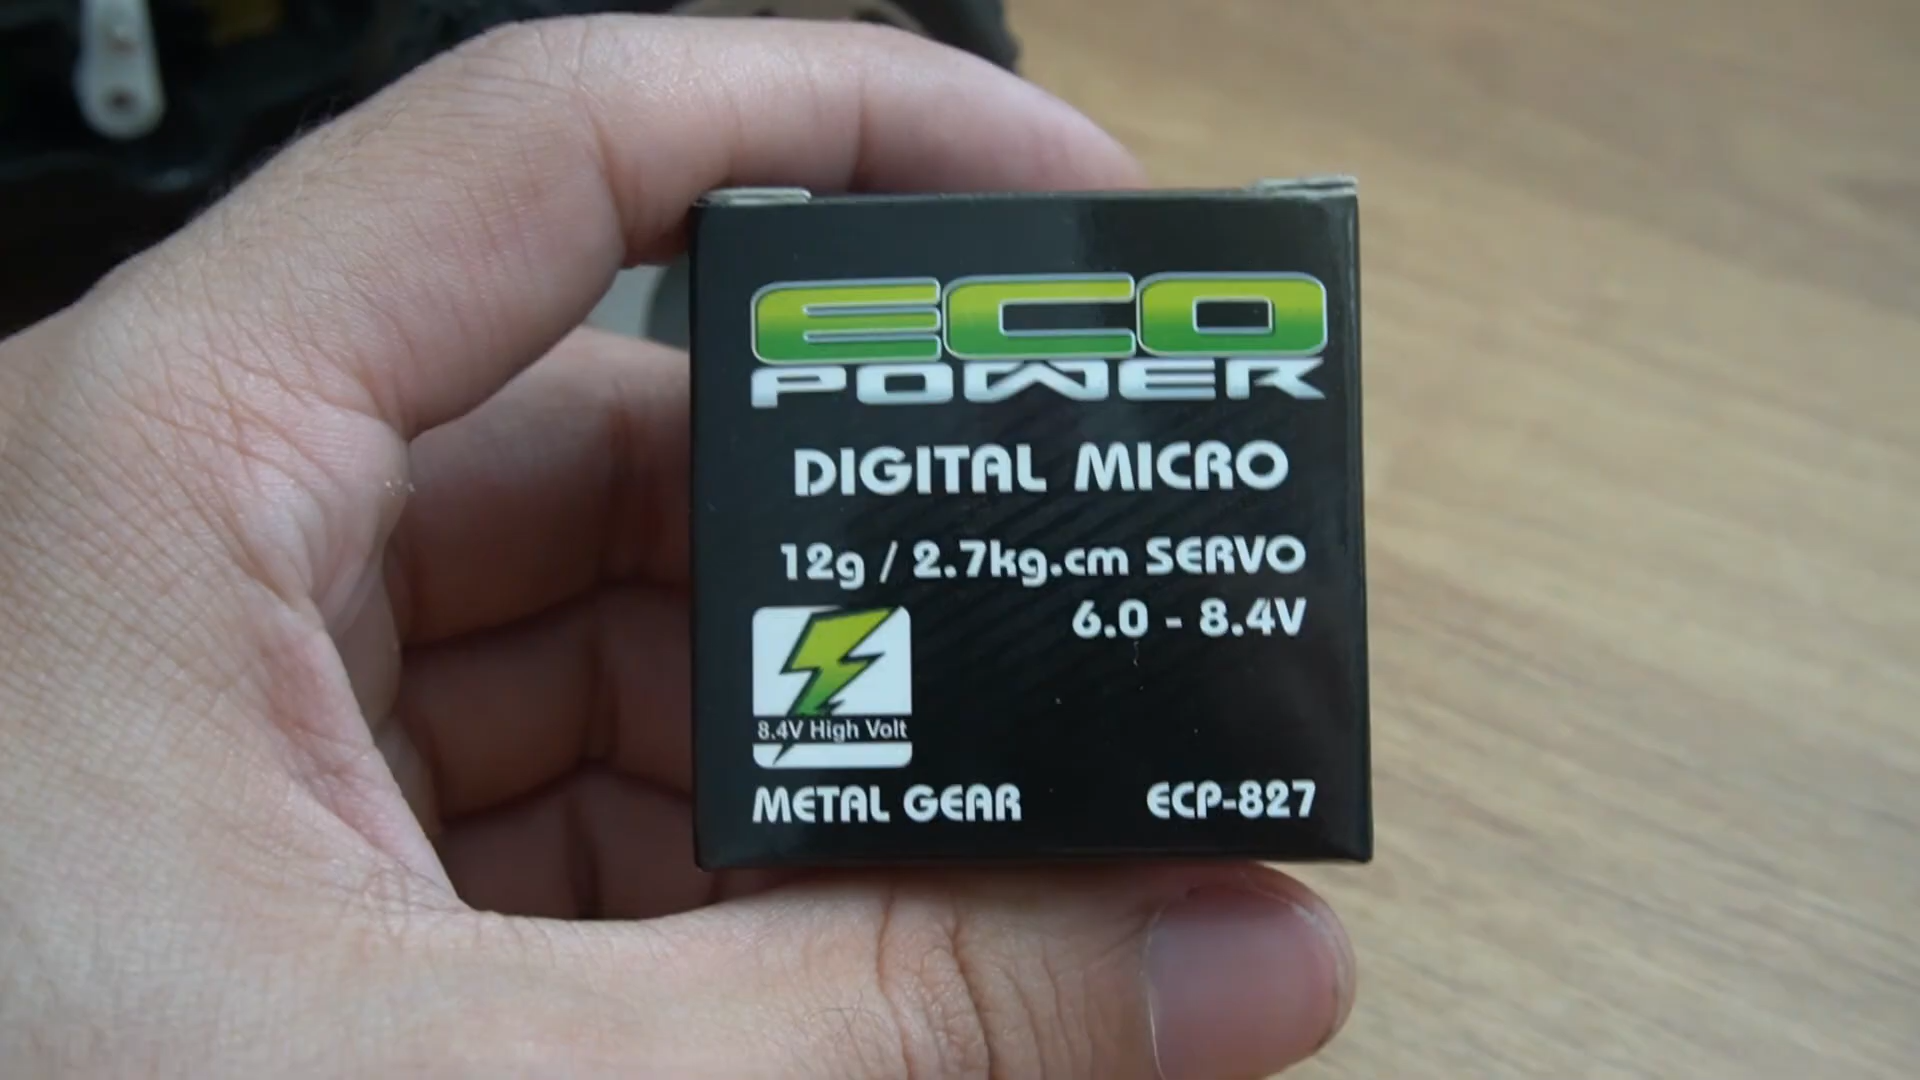 ECO
POWER
DIGITAL MICRO
12g / 2.7kg.cm SERVO
6.0 - 8.4V
8.4V High Volt
METAL GEAR ECP-827